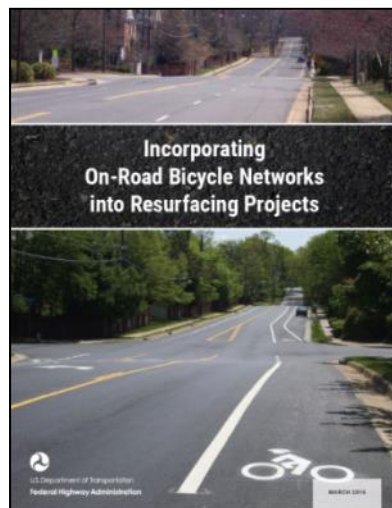 Incorporating
On-Road Bicycle Networks
into Resurfacing Projects
U.S. Department of Transportation
Federal Highway Administration
MARCH 2016